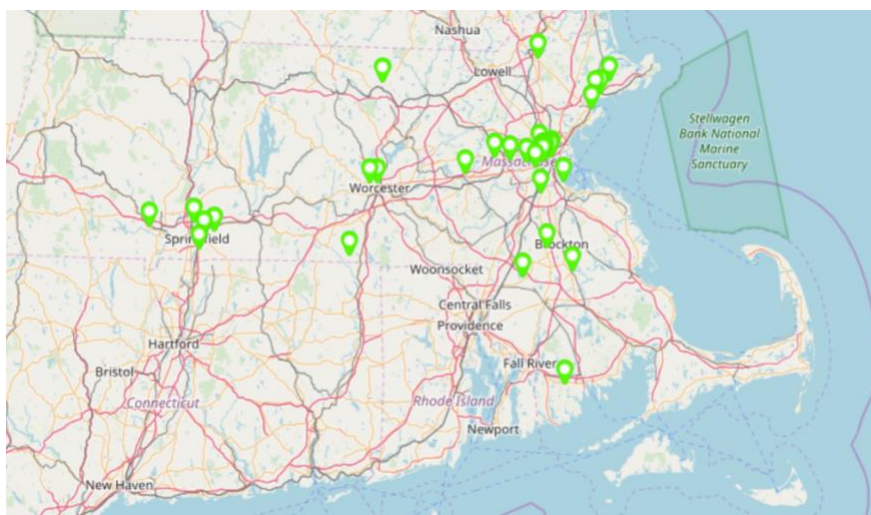 Nashua
Lowell
Stellwagen
Bank National
Marine
Sanctuary
Worcester
Springfield
Brockton
Woonsocket
Central Falls
Providence
Hartford
Fall River
Bristol
Connecticut
Rhode Island
Newport
New Haven